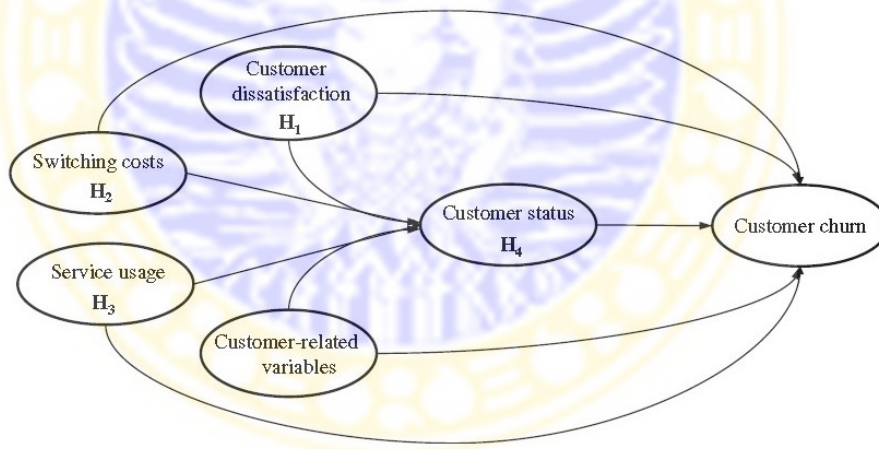 Customer
dissatisfaction
H₁
Switching costs
H₂
Customer status
H₄
Customer churn
Service usage
H₃
Customer-related
variables